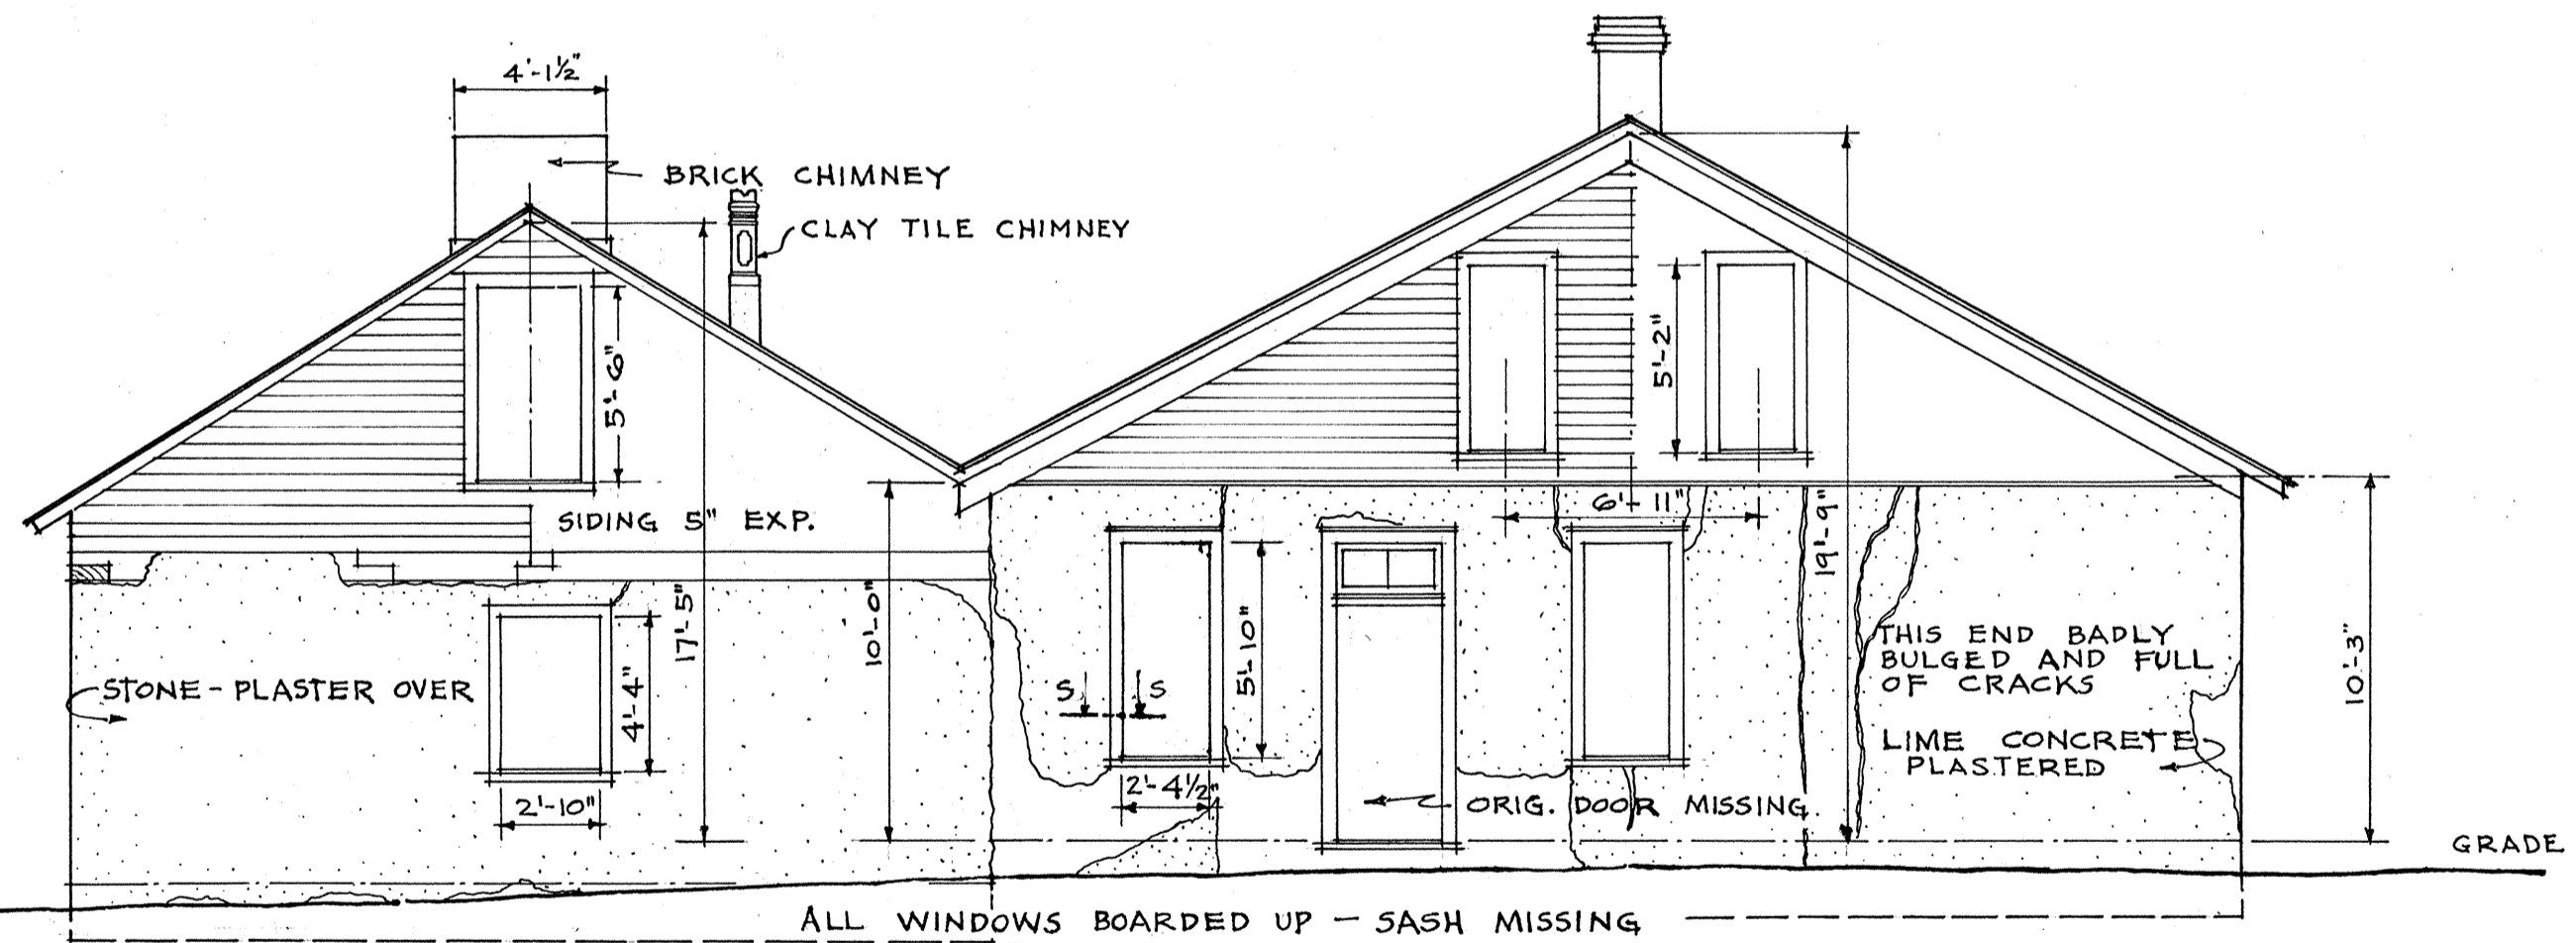 4'-1½"
BRICK CHIMNEY
CLAY TILE CHIMNEY
5'-6"
5'-2"
SIDING 5" EXP.
6'-11"
17'-5"
10'-0"
19'-9"
5'-10"
10'-3"
THIS END BADLY
BULGED AND FULL
OF CRACKS
STONE-PLASTER OVER
4'-4"
S S
LIME CONCRETE
PLASTERED
2'-10"
2'-4½"
ORIG. DOOR MISSING
GRADE
ALL WINDOWS BOARDED UP — SASH MISSING